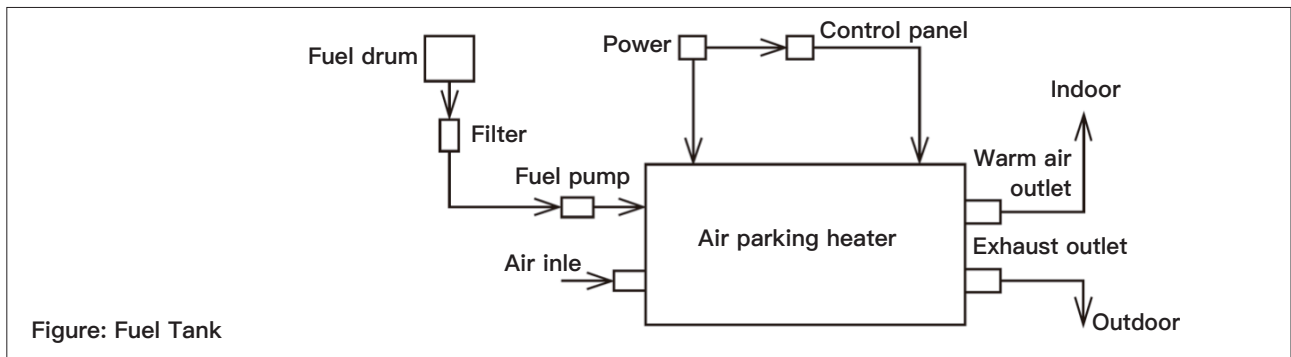 Fuel drum
Power
Control panel
Indoor
Filter
Warm air
outlet
Fuel pump
Air parking heater
Exhaust outlet
Air inle
Outdoor
Figure: Fuel Tank